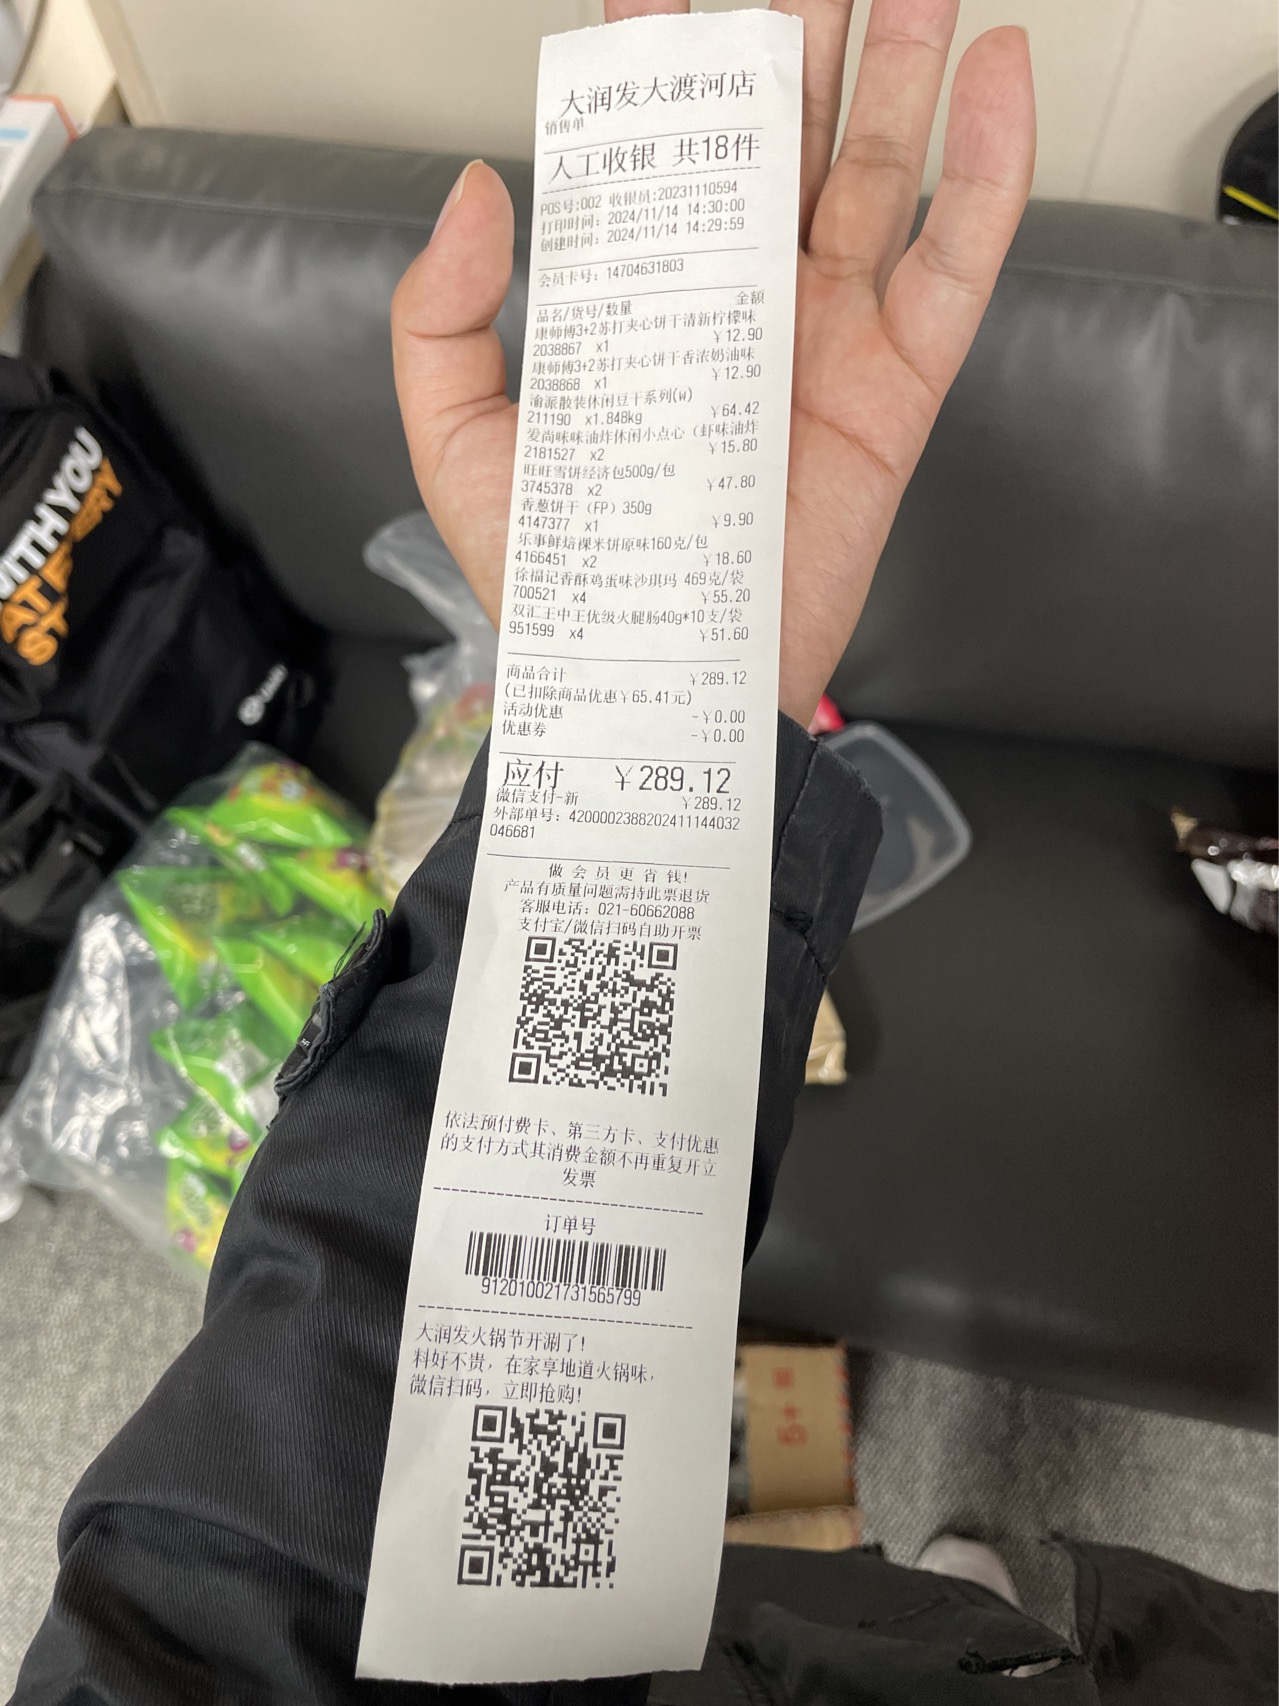 大润发大渡河店
销售单
人工收银 共18件
POS号:002 收银员:20231110594
打印时间: 2024/11/14 14:30:00
创建时间: 2024/11/14 14:29:59
会员卡号: 14704631803
品名/货号/数量 金额
康师傅3+2苏打夹心饼干清新柠檬味
2038867 x1 ￥12.90
康师傅3+2苏打夹心饼干香浓奶油味
2038868 x1 ￥12.90
渝派散装休闲豆干系列(W)
211190 x1.848kg ￥64.42
爱尚咪味油炸休闲小点心（虾味油炸
2181527 x2 ￥15.80
旺旺雪饼经济包500g/包
3745378 x2 ￥47.80
香葱饼干（FP）350g
4147377 x1 ￥9.90
乐事鲜焙裸米饼原味160克/包
4166451 x2 ￥18.60
徐福记香酥鸡蛋味沙琪玛 469克/袋
700521 x4 ￥55.20
双汇王中王优级火腿肠40g*10支/袋
951599 x4 ￥51.60
商品合计 ￥289.12
(已扣除商品优惠￥65.41元)
活动优惠 -￥0.00
优惠券 -￥0.00
应付 ￥289.12
微信支付-新 ￥289.12
外部单号: 4200002388202411144032
046681
做 会 员 更 省 钱!
产品有质量问题需持此票退货
客服电话: 021-60662088
支付宝/微信扫码自助开票
依法预付费卡、第三方卡、支付优惠
的支付方式其消费金额不再重复开立
发票
订单号
912010021731565799
大润发火锅节开涮了!
料好不贵，在家享地道火锅味，
微信扫码，立即抢购!
WITH YOU